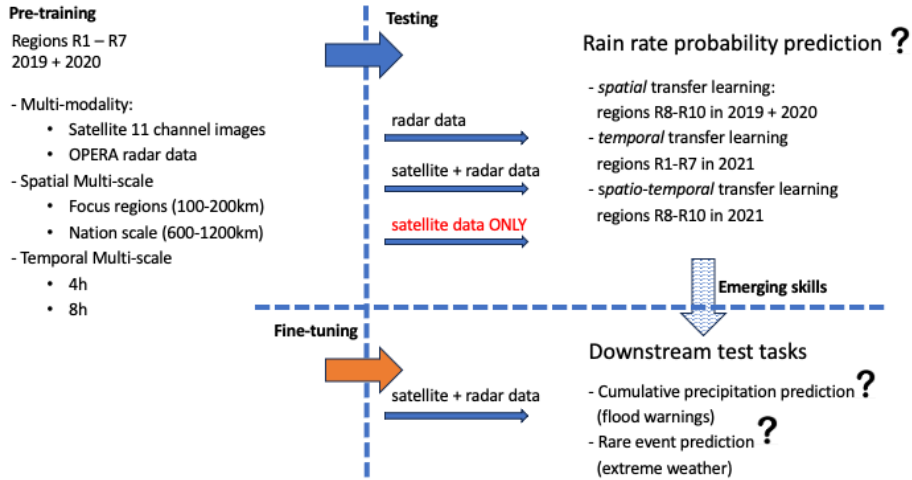 Pre-training
Regions R1 – R7
2019 + 2020
- Multi-modality:
• Satellite 11 channel images
• OPERA radar data
- Spatial Multi-scale
• Focus regions (100-200km)
• Nation scale (600-1200km)
- Temporal Multi-scale
• 4h
• 8h
Testing
radar data
satellite + radar data
satellite data ONLY
Rain rate probability prediction ?
- spatial transfer learning:
regions R8-R10 in 2019 + 2020
- temporal transfer learning
regions R1-R7 in 2021
- spatio-temporal transfer learning
regions R8-R10 in 2021
Emerging skills
Fine-tuning
satellite + radar data
Downstream test tasks
- Cumulative precipitation prediction ?
(flood warnings)
- Rare event prediction ?
(extreme weather)